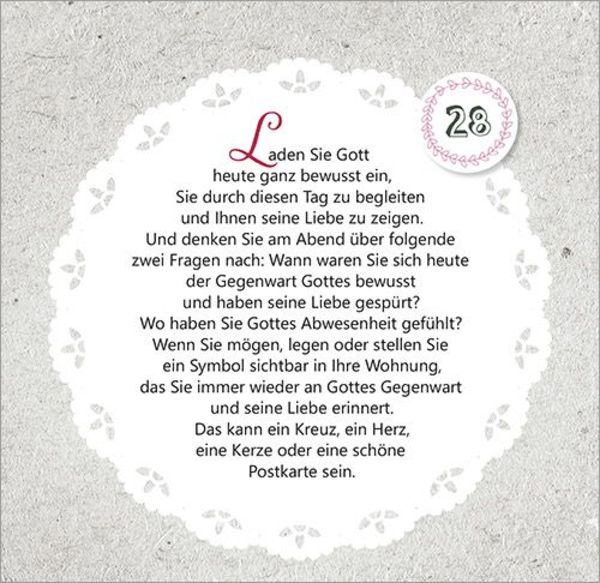 28
Laden Sie Gott
heute ganz bewusst ein,
Sie durch diesen Tag zu begleiten
und Ihnen seine Liebe zu zeigen.
Und denken Sie am Abend über folgende
zwei Fragen nach: Wann waren Sie sich heute
der Gegenwart Gottes bewusst
und haben seine Liebe gespürt?
Wo haben Sie Gottes Abwesenheit gefühlt?
Wenn Sie mögen, legen oder stellen Sie
ein Symbol sichtbar in Ihre Wohnung,
das Sie immer wieder an Gottes Gegenwart
und seine Liebe erinnert.
Das kann ein Kreuz, ein Herz,
eine Kerze oder eine schöne
Postkarte sein.